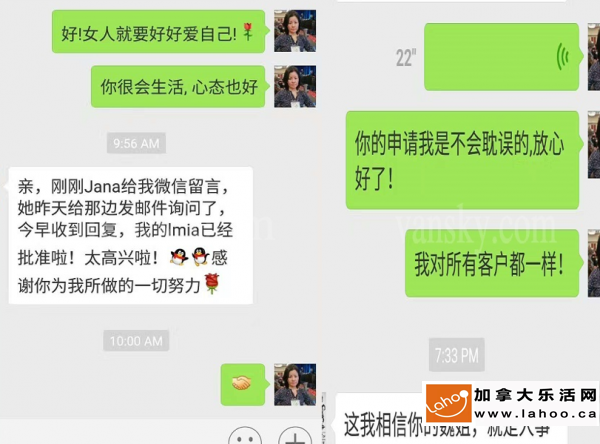 好!女人就要好好爱自己!🌹
你很会生活,心态也好
9:56 AM
亲，刚刚Jana给我微信留言，
她昨天给那边发邮件询问了，
今早收到回复，我的lmia已经
批准啦！太高兴啦！🐧🐧感
谢你为我所做的一切努力🌹
10:00 AM
🤝
22"
你的申请我是不会耽误的,放心
好了!
我对所有客户都一样!
7:33 PM
这我相信你的魏姐，就是人事
vansky.com
Lahoo.ca
加拿大乐活网
www.lahoo.ca